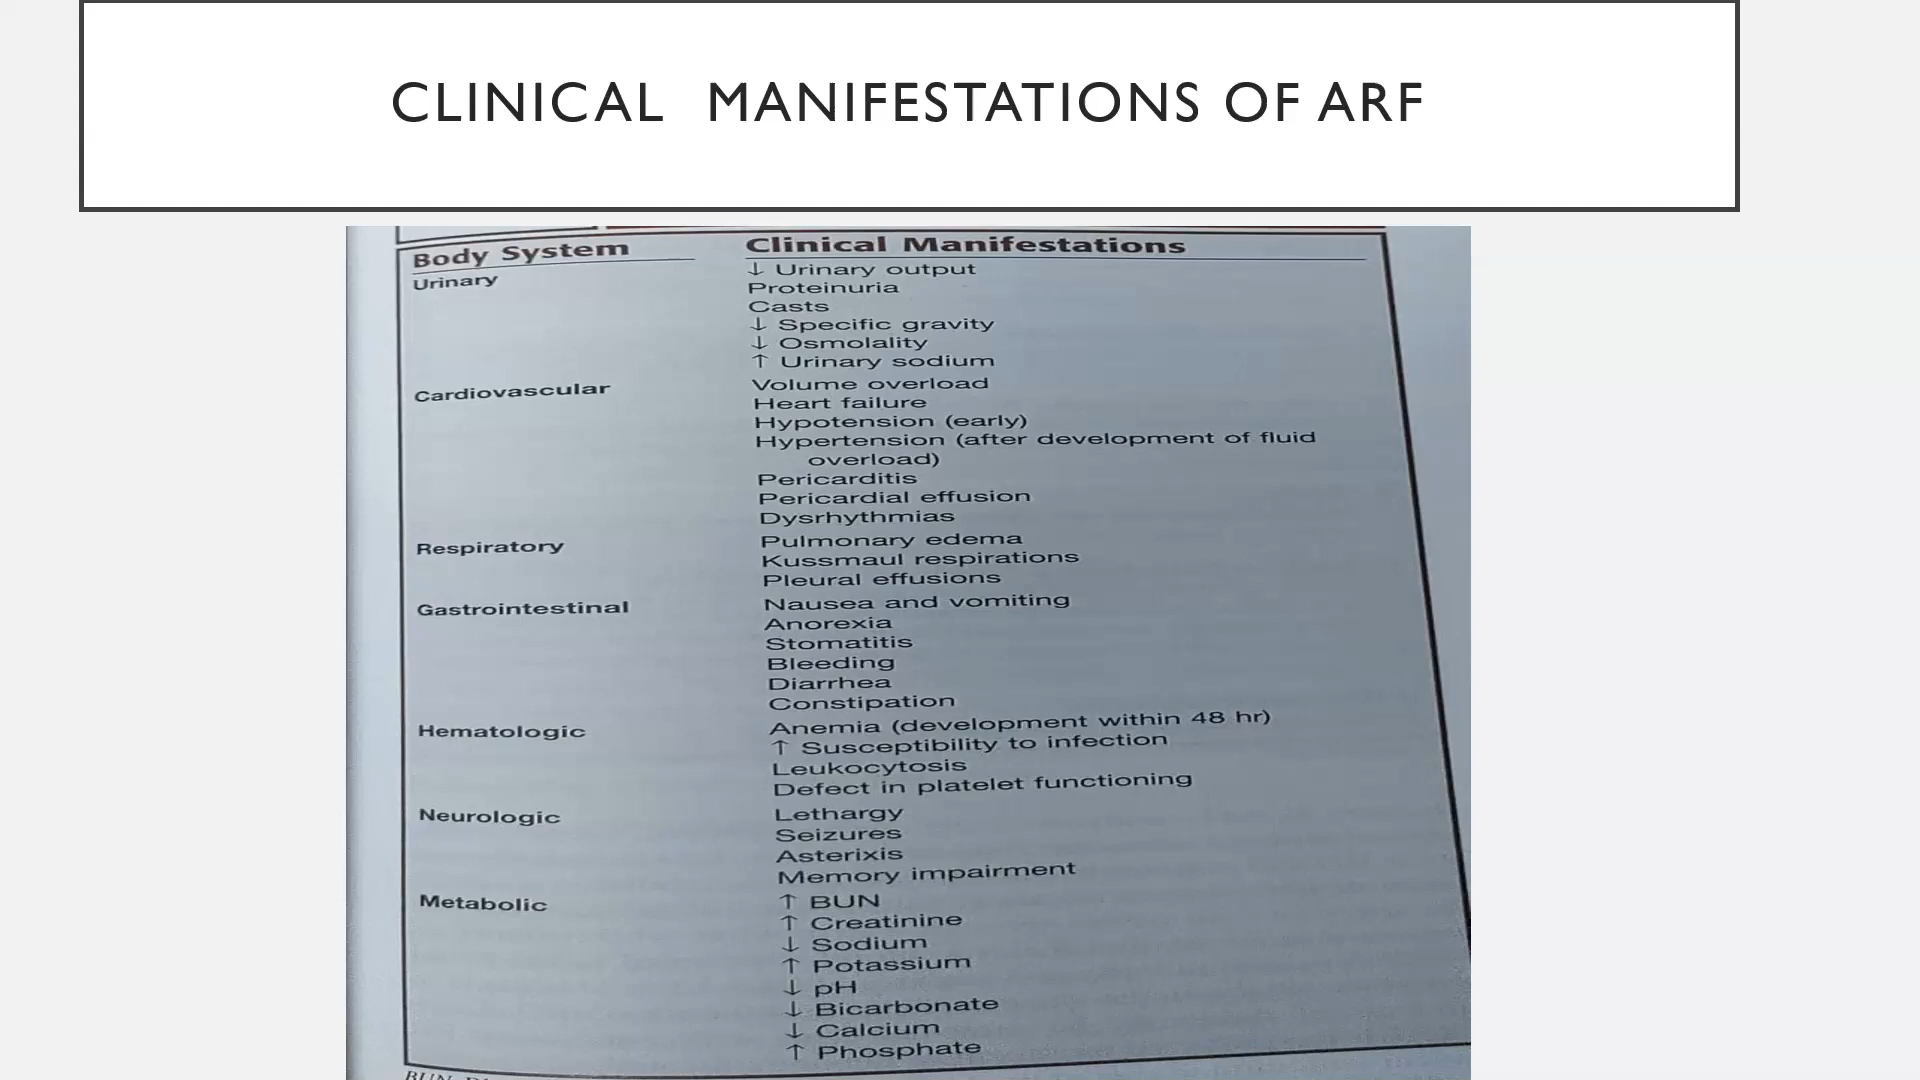 CLINICAL MANIFESTATIONS OF ARF
Body System Clinical Manifestations
Urinary ↓ Urinary output
Proteinuria
Casts
↓ Specific gravity
↓ Osmolality
↑ Urinary sodium
Cardiovascular Volume overload
Heart failure
Hypotension (early)
Hypertension (after development of fluid
overload)
Pericarditis
Pericardial effusion
Dysrhythmias
Respiratory Pulmonary edema
Kussmaul respirations
Pleural effusions
Gastrointestinal Nausea and vomiting
Anorexia
Stomatitis
Bleeding
Diarrhea
Constipation
Hematologic Anemia (development within 48 hr)
↑ Susceptibility to infection
Leukocytosis
Defect in platelet functioning
Neurologic Lethargy
Seizures
Asterixis
Memory impairment
Metabolic ↑ BUN
↑ Creatinine
↓ Sodium
↑ Potassium
↓ pH
↓ Bicarbonate
↓ Calcium
↑ Phosphate